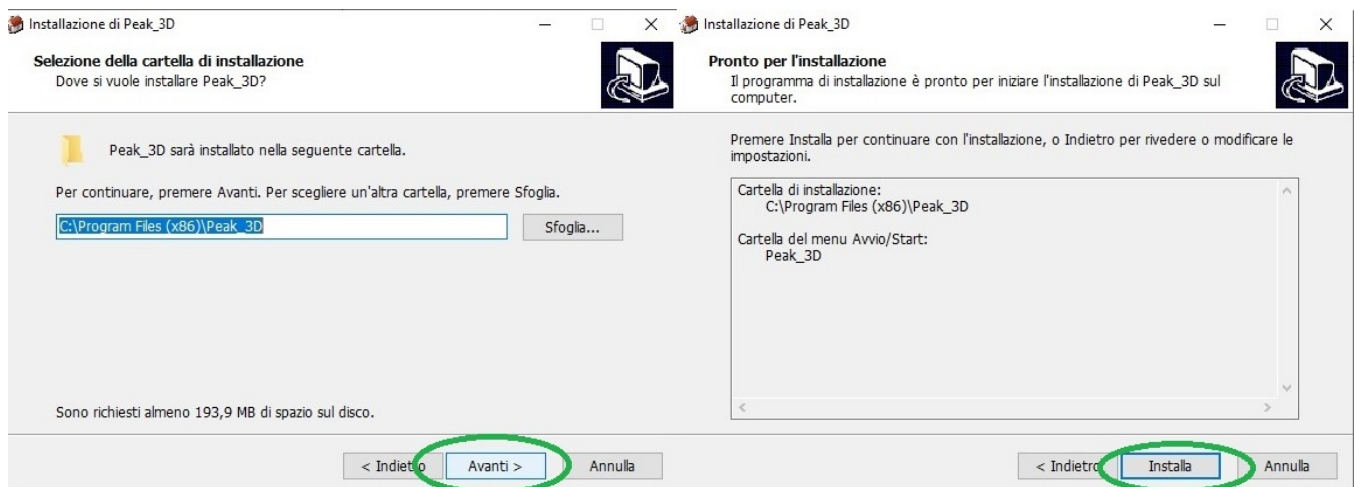 Installazione di Peak_3D
Selezione della cartella di installazione
Dove si vuole installare Peak_3D?
Peak_3D sarà installato nella seguente cartella.
Per continuare, premere Avanti. Per scegliere un'altra cartella, premere Sfoglia.
C:\Program Files (x86)\Peak_3D
Sfoglia...
Sono richiesti almeno 193,9 MB di spazio sul disco.
< Indietro
Avanti >
Annulla
Installazione di Peak_3D
Pronto per l'installazione
Il programma di installazione è pronto per iniziare l'installazione di Peak_3D sul
computer.
Premere Installa per continuare con l'installazione, o Indietro per rivedere o modificare le
impostazioni.
Cartella di installazione:
C:\Program Files (x86)\Peak_3D
Cartella del menu Avvio/Start:
Peak_3D
< Indietro
Installa
Annulla